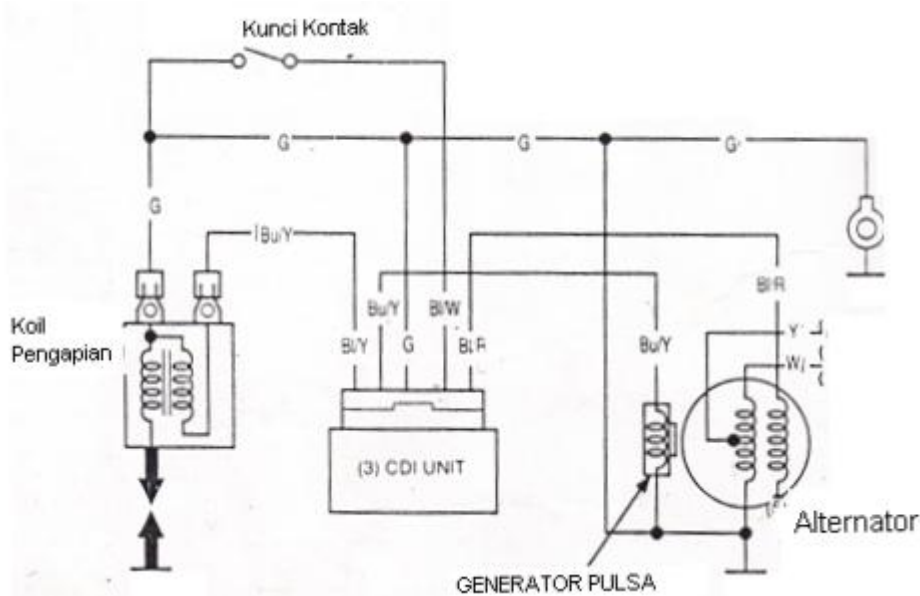 Kunci Kontak
G
G
G
G
G
Bu/Y
Bl/R
Koil
Pengapian
Bl/Y
Bu/Y
G
Bl/W
Bl/R
Bu/Y
Y
W/
(3) CDI UNIT
Alternator
GENERATOR PULSA